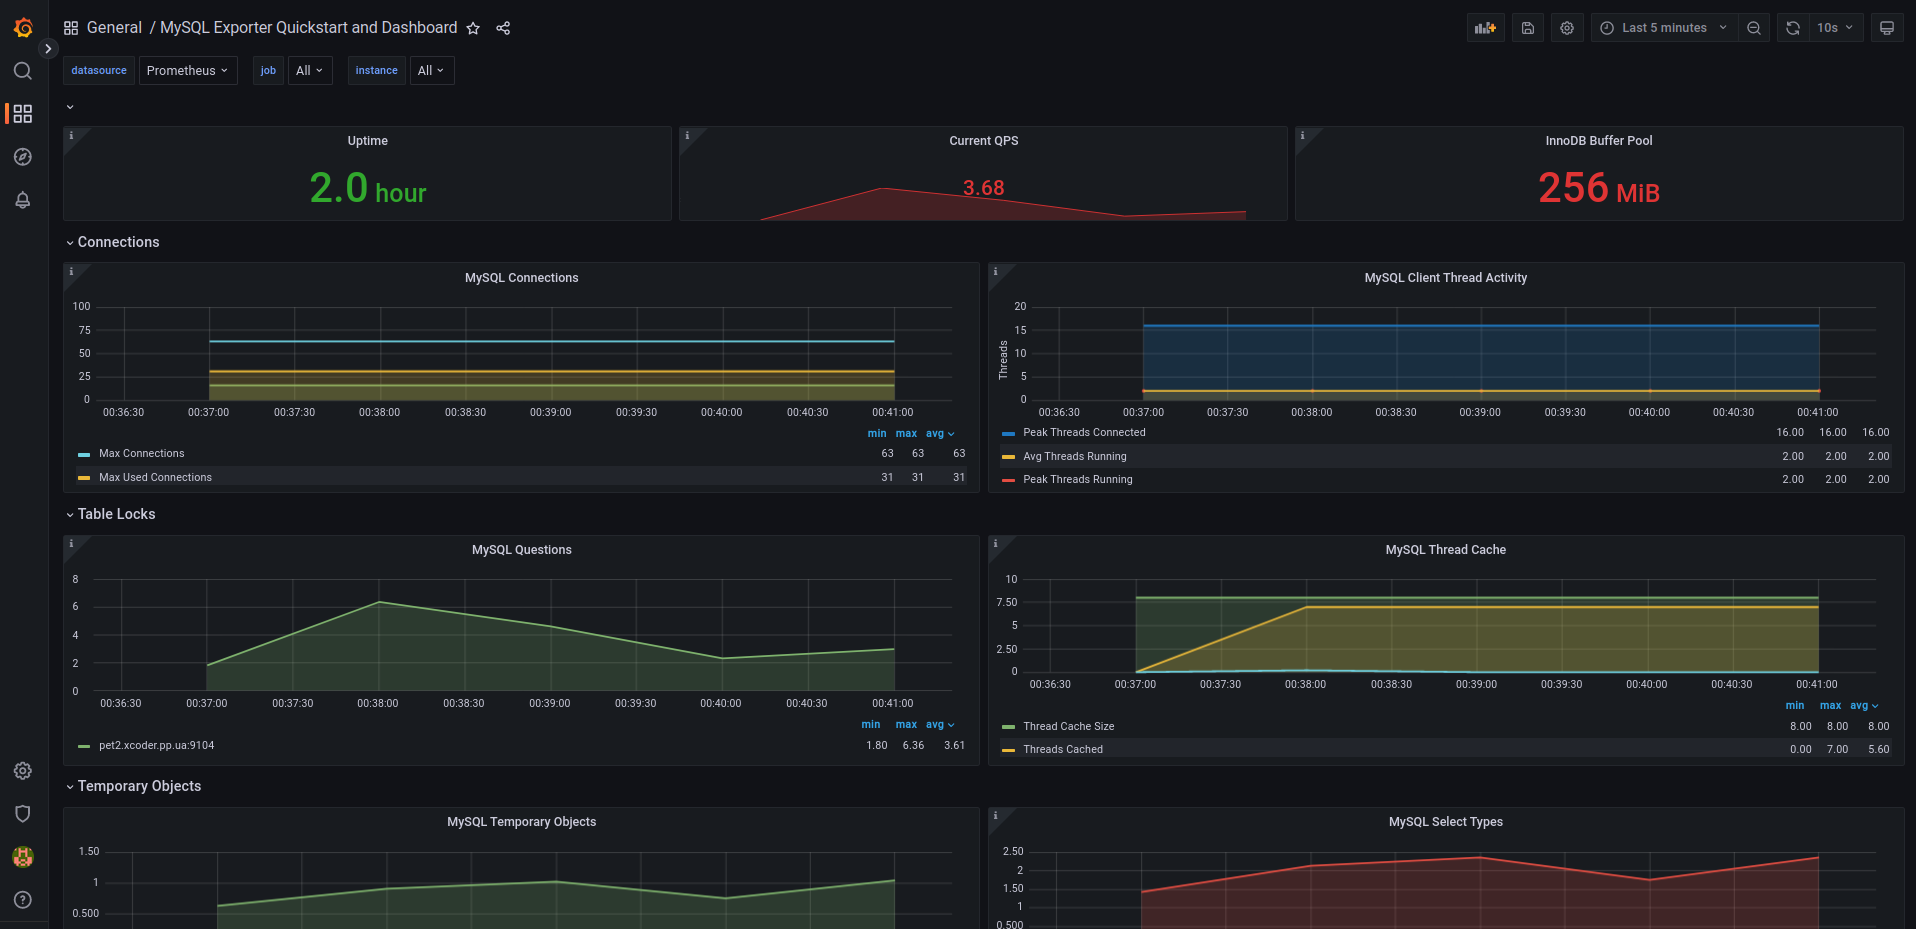 General / MySQL Exporter Quickstart and Dashboard
Last 5 minutes
10s
datasource Prometheus job All instance All
Uptime
2.0 hour
Current QPS
3.68
InnoDB Buffer Pool
256 MiB
Connections
MySQL Connections
100
75
50
25
0
00:36:30 00:37:00 00:37:30 00:38:00 00:38:30 00:39:00 00:39:30 00:40:00 00:40:30 00:41:00
min max avg
Max Connections 63 63 63
Max Used Connections 31 31 31
MySQL Client Thread Activity
Threads
20
15
10
5
0
00:36:30 00:37:00 00:37:30 00:38:00 00:38:30 00:39:00 00:39:30 00:40:00 00:40:30 00:41:00
Peak Threads Connected 16.00 16.00 16.00
Avg Threads Running 2.00 2.00 2.00
Peak Threads Running 2.00 2.00 2.00
Table Locks
MySQL Questions
8
6
4
2
0
00:36:30 00:37:00 00:37:30 00:38:00 00:38:30 00:39:00 00:39:30 00:40:00 00:40:30 00:41:00
min max avg
pet2.xcoder.pp.ua:9104 1.80 6.36 3.61
MySQL Thread Cache
10
7.50
5
2.50
0
00:36:30 00:37:00 00:37:30 00:38:00 00:38:30 00:39:00 00:39:30 00:40:00 00:40:30 00:41:00
min max avg
Thread Cache Size 8.00 8.00 8.00
Threads Cached 0.00 7.00 5.60
Temporary Objects
MySQL Temporary Objects
1.50
1
0.500
MySQL Select Types
2.50
2
1.50
1
0.500